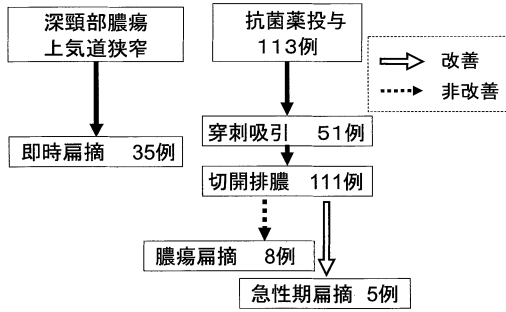 深頸部膿瘍
上気道狭窄
抗菌薬投与
113例
改善
非改善
穿刺吸引 51例
即時扁摘 35例
切開排膿 111例
膿瘍扁摘 8例
急性期扁摘 5例